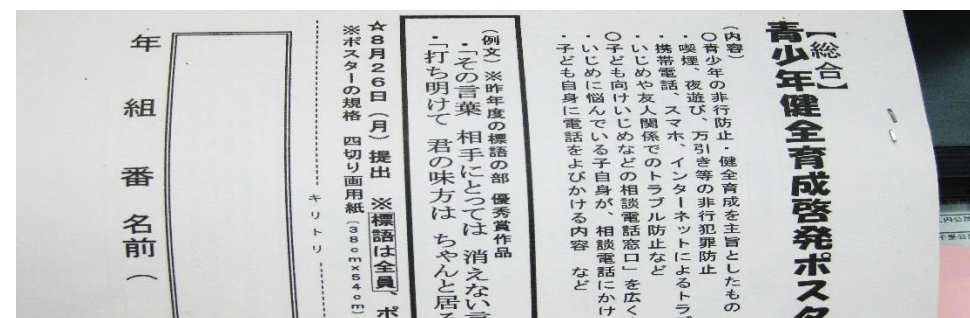 【総合】
青少年健全育成啓発ポスタ
(内容)
○青少年の非行防止・健全育成を主旨としたもの
・喫煙、夜遊び、万引き等の非行犯罪防止
・携帯電話、スマホ、インターネットによるトラブ
・いじめや友人関係でのトラブル防止など
○子ども向けいじめなどの相談電話窓口」を広く
・いじめに悩んでいる子自身が、相談電話にかけ
・子ども自身に電話をよびかける内容 など
(例文)※昨年度の標語の部 優秀賞作品
・「その言葉 相手にとっては 消えない言
・「打ち明けて 君の味方は ちゃんと居る
☆8月26日(月)提出 ※標語は全員、ポ
※ポスターの規格 四切り画用紙(38cm×54cm)
キリトリ
年 組 番 名前(